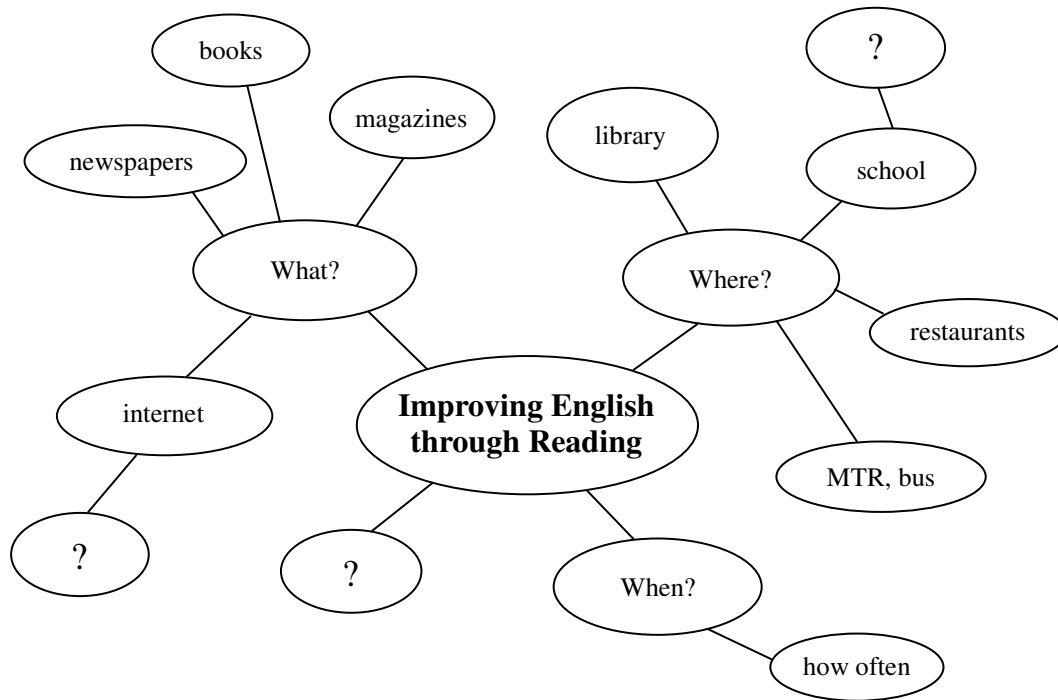 books
?
magazines
library
newspapers
school
What?
Where?
restaurants
internet
Improving English
through Reading
MTR, bus
?
?
When?
how often